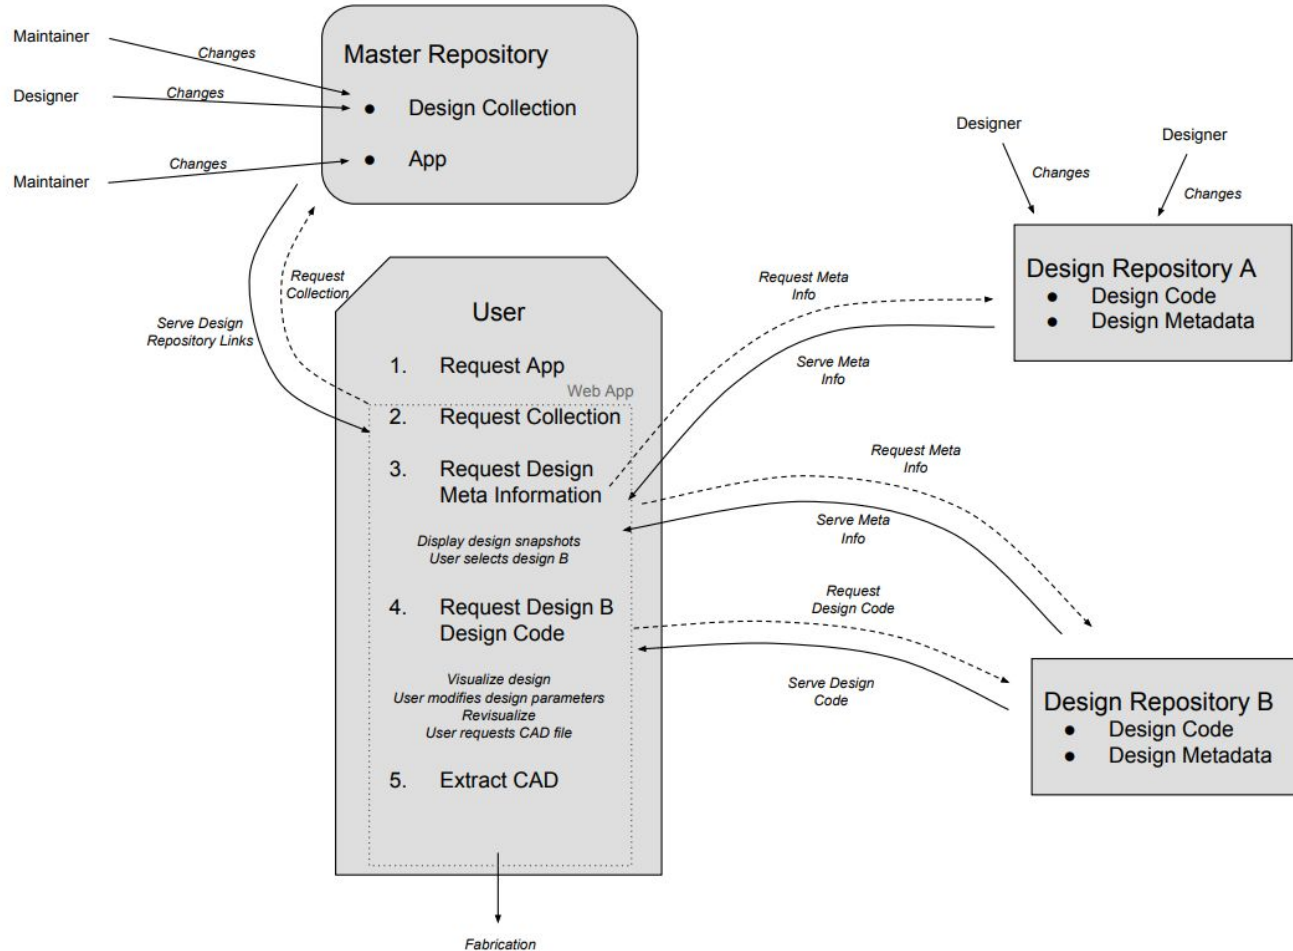 Maintainer
Changes
Designer
Changes
Maintainer
Changes
Master Repository
● Design Collection
● App
Request
Collection
Serve Design
Repository Links
User
1. Request App
Web App
2. Request Collection
3. Request Design
Meta Information
Display design snapshots
User selects design B
4. Request Design B
Design Code
Visualize design
User modifies design parameters
Revisualize
User requests CAD file
5. Extract CAD
Fabrication
Request Meta
Info
Serve Meta
Info
Designer
Changes
Designer
Changes
Design Repository A
● Design Code
● Design Metadata
Request Meta
Info
Serve Meta
Info
Request
Design Code
Serve Design
Code
Design Repository B
● Design Code
● Design Metadata